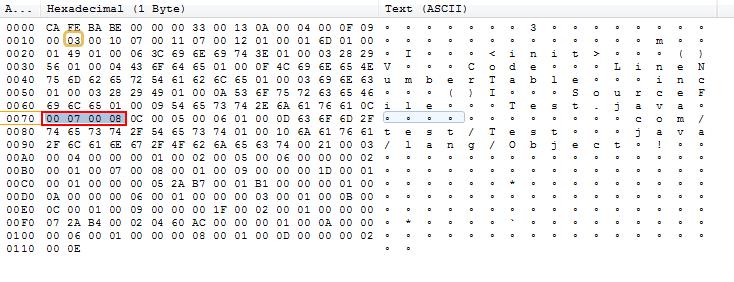 A... Hexadecimal (1 Byte) Text (ASCII)
0000 CA FE BA BE 00 00 00 33 00 13 0A 00 04 00 0F 09 ∘ ∘ ∘ ∘ ∘ ∘ ∘ 3 ∘ ∘ ∘ ∘ ∘ ∘ ∘ ∘
0010 00 03 00 10 07 00 11 07 00 12 01 00 01 6D 01 00 ∘ ∘ ∘ ∘ ∘ ∘ ∘ ∘ ∘ ∘ ∘ ∘ ∘ m ∘ ∘
0020 01 49 01 00 06 3C 69 6E 69 74 3E 01 00 03 28 29 ∘ I ∘ ∘ ∘ < i n i t > ∘ ∘ ∘ ( )
0030 56 01 00 04 43 6F 64 65 01 00 0F 4C 69 6E 65 4E V ∘ ∘ ∘ C o d e ∘ ∘ ∘ L i n e N
0040 75 6D 62 65 72 54 61 62 6C 65 01 00 03 69 6E 63 u m b e r T a b l e ∘ ∘ ∘ i n c
0050 01 00 03 28 29 49 01 00 0A 53 6F 75 72 63 65 46 ∘ ∘ ∘ ( ) I ∘ ∘ ∘ S o u r c e F
0060 69 6C 65 01 00 09 54 65 73 74 2E 6A 61 76 61 0C i l e ∘ ∘ ∘ T e s t . j a v a ∘
0070 00 07 00 08 0C 00 05 00 06 01 00 0D 63 6F 6D 2F ∘ ∘ ∘ ∘ ∘ ∘ ∘ ∘ ∘ ∘ ∘ ∘ c o m /
0080 74 65 73 74 2F 54 65 73 74 01 00 10 6A 61 76 61 t e s t / T e s t ∘ ∘ ∘ j a v a
0090 2F 6C 61 6E 67 2F 4F 62 6A 65 63 74 00 21 00 03 / l a n g / O b j e c t ∘ ! ∘ ∘
00A0 00 04 00 00 00 01 00 02 00 05 00 06 00 00 00 02 ∘ ∘ ∘ ∘ ∘ ∘ ∘ ∘ ∘ ∘ ∘ ∘ ∘ ∘ ∘ ∘
00B0 00 01 00 07 00 08 00 01 00 09 00 00 00 1D 00 01 ∘ ∘ ∘ ∘ ∘ ∘ ∘ ∘ ∘ ∘ ∘ ∘ ∘ ∘ ∘ ∘
00C0 00 01 00 00 00 05 2A B7 00 01 B1 00 00 00 01 00 ∘ ∘ ∘ ∘ ∘ ∘ * ∘ ∘ ∘ ∘ ∘ ∘ ∘ ∘ ∘
00D0 0A 00 00 00 06 00 01 00 00 00 03 00 01 00 0B 00 ∘ ∘ ∘ ∘ ∘ ∘ ∘ ∘ ∘ ∘ ∘ ∘ ∘ ∘ ∘ ∘
00E0 0C 00 01 00 09 00 00 00 1F 00 02 00 01 00 00 00 ∘ ∘ ∘ ∘ ∘ ∘ ∘ ∘ ∘ ∘ ∘ ∘ ∘ ∘ ∘ ∘
00F0 07 2A B4 00 02 04 60 AC 00 00 00 01 00 0A 00 00 ∘ * ∘ ∘ ∘ ∘ ` ∘ ∘ ∘ ∘ ∘ ∘ ∘ ∘ ∘
0100 00 06 00 01 00 00 00 08 00 01 00 0D 00 00 00 02 ∘ ∘ ∘ ∘ ∘ ∘ ∘ ∘ ∘ ∘ ∘ ∘ ∘ ∘ ∘ ∘
0110 00 0E ∘ ∘